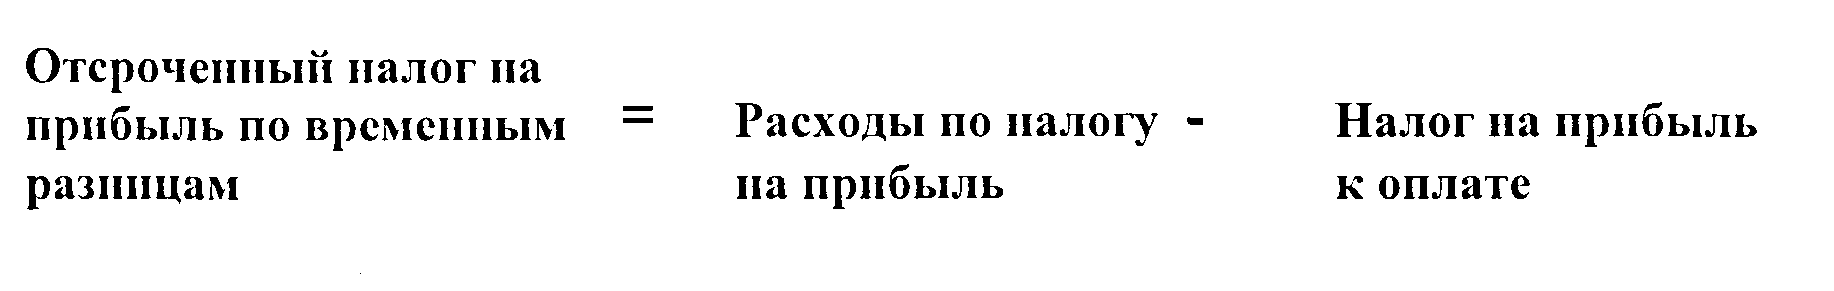 Отсроченный налог на
прибыль по временным
разницам
=
Расходы по налогу
на прибыль
-
Налог на прибыль
к оплате